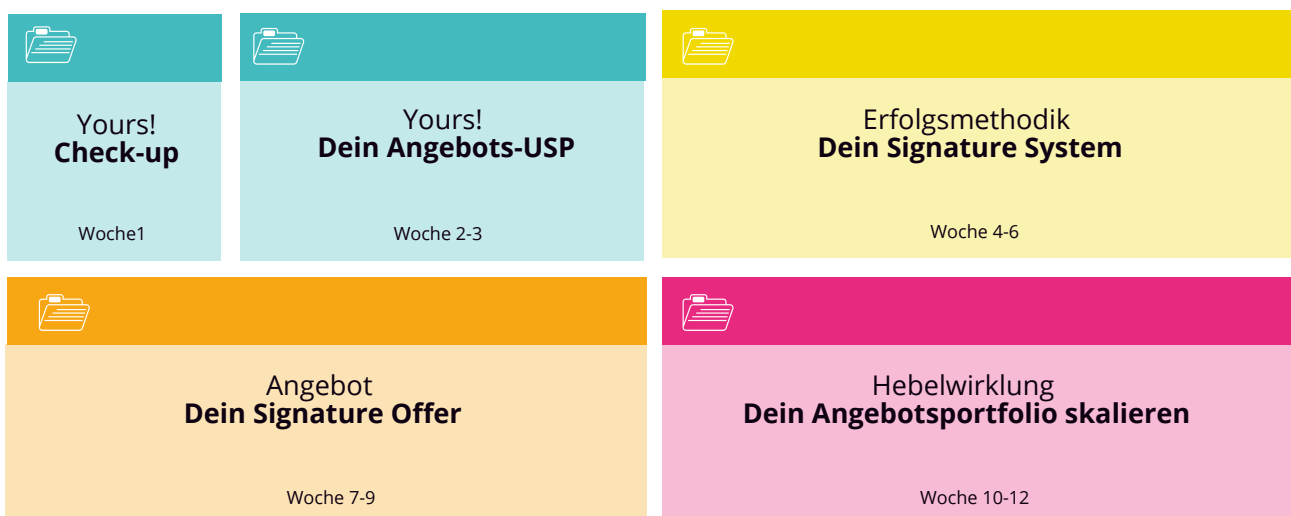 Yours!
Check-up
Woche1
Yours!
Dein Angebots-USP
Woche 2-3
Erfolgsmethodik
Dein Signature System
Woche 4-6
Angebot
Dein Signature Offer
Woche 7-9
Hebelwirklung
Dein Angebotsportfolio skalieren
Woche 10-12